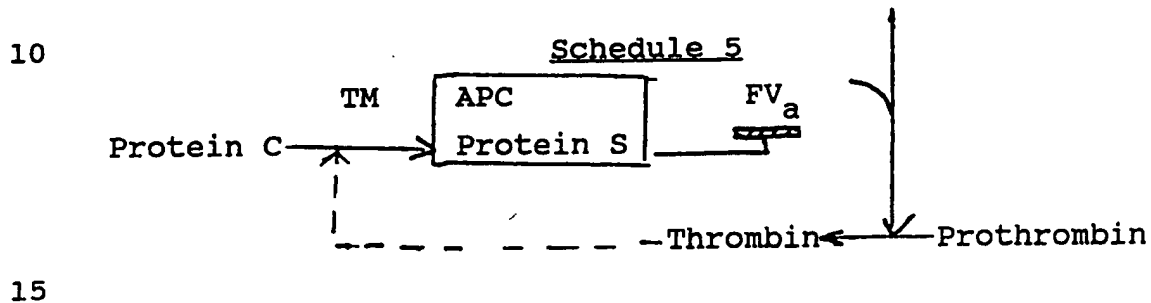 10
Schedule 5
TM APC FVa
Protein C Protein S
Thrombin Prothrombin
15